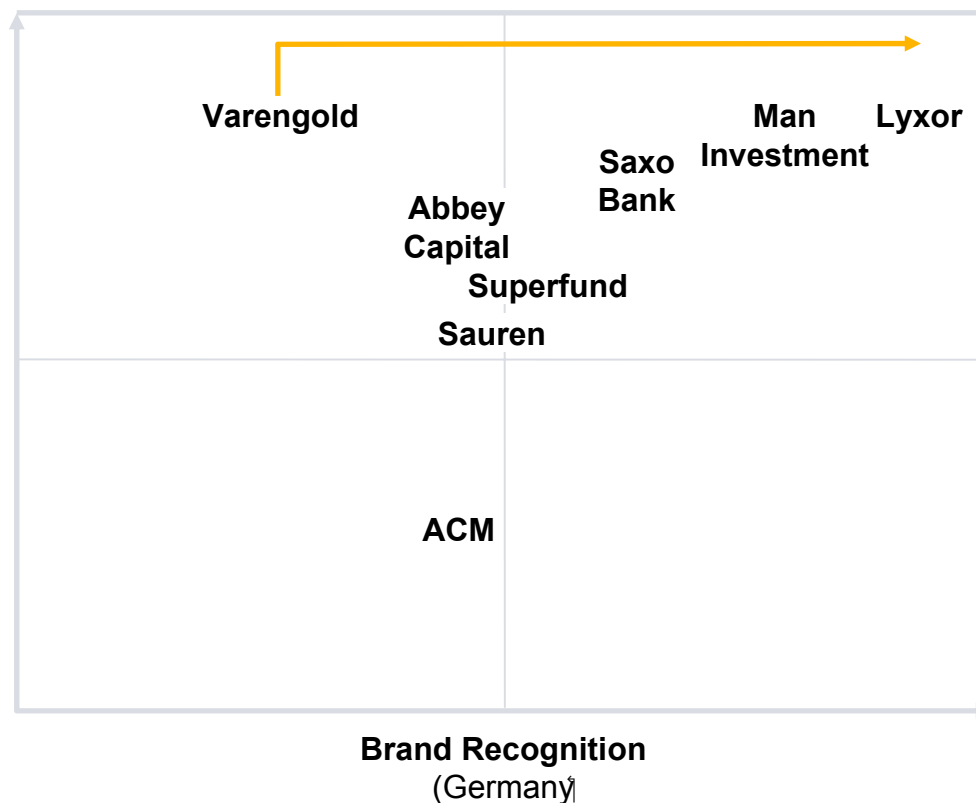 Varengold
Man
Investment
Lyxor
Saxo
Bank
Abbey
Capital
Superfund
Sauren
ACM
Brand Recognition
(Germany